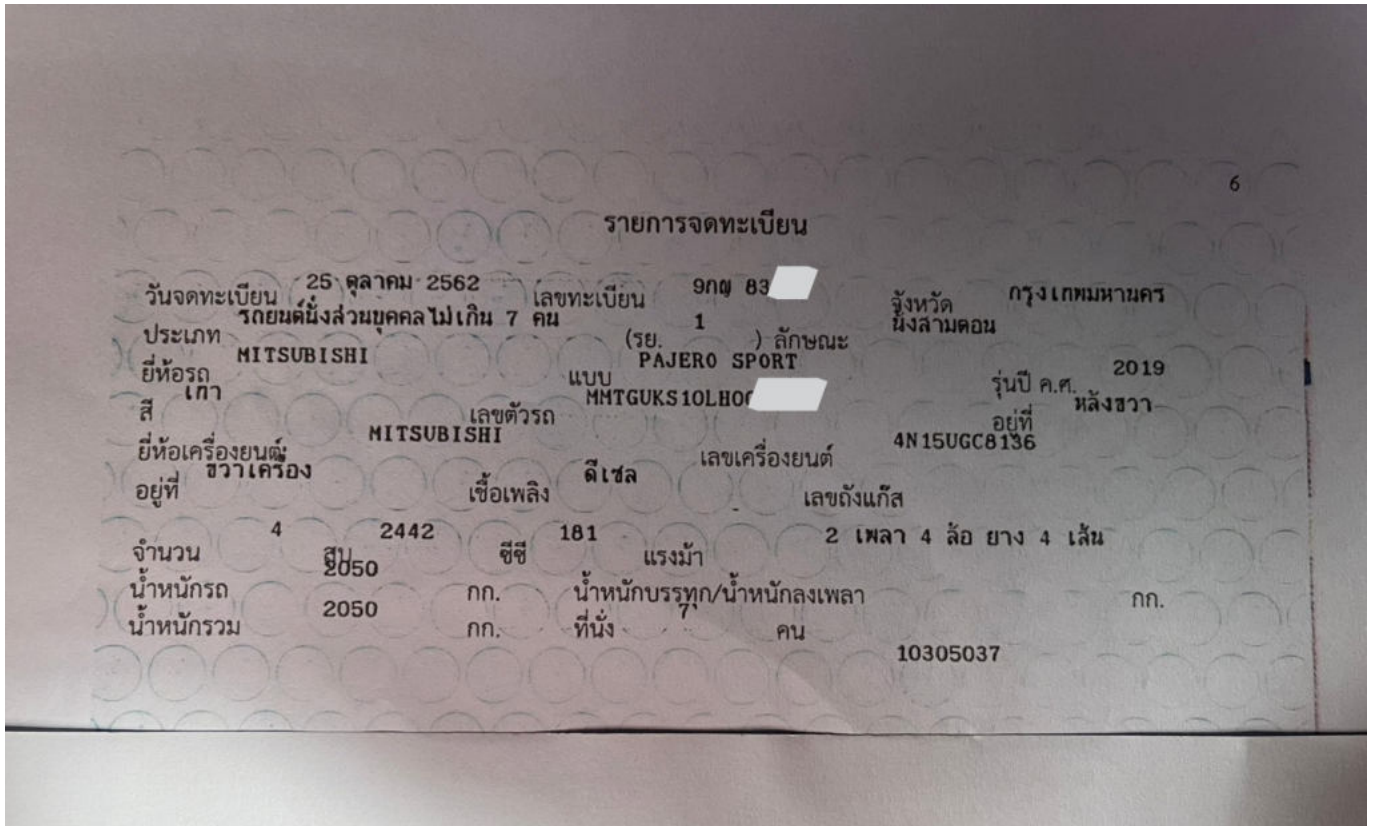 6
รายการจดทะเบียน
วันจดทะเบียน 25 ตุลาคม 2562 เลขทะเบียน 9กญ 83 จังหวัด กรุงเทพมหานคร
ประเภท รถยนต์นั่งส่วนบุคคลไม่เกิน 7 คน (รย. 1 ) ลักษณะ นั่งสามตอน
ยี่ห้อรถ MITSUBISHI แบบ PAJERO SPORT รุ่นปี ค.ศ. 2019
สี เทา เลขตัวรถ MMTGUKS10LH00 อยู่ที่ หลังขวา
ยี่ห้อเครื่องยนต์ MITSUBISHI เลขเครื่องยนต์ 4N15UGC8136
อยู่ที่ ขวาเครื่อง เชื้อเพลิง ดีเซล เลขถังแก๊ส
จำนวน 4 สูบ 2442 ซีซี 181 แรงม้า 2 เพลา 4 ล้อ ยาง 4 เส้น
น้ำหนักรถ 2050 กก. น้ำหนักบรรทุก/น้ำหนักลงเพลา กก.
น้ำหนักรวม 2050 กก. ที่นั่ง 7 คน
10305037